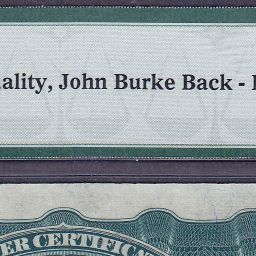 ality, John Burke Back -
ER CERTIFICAT